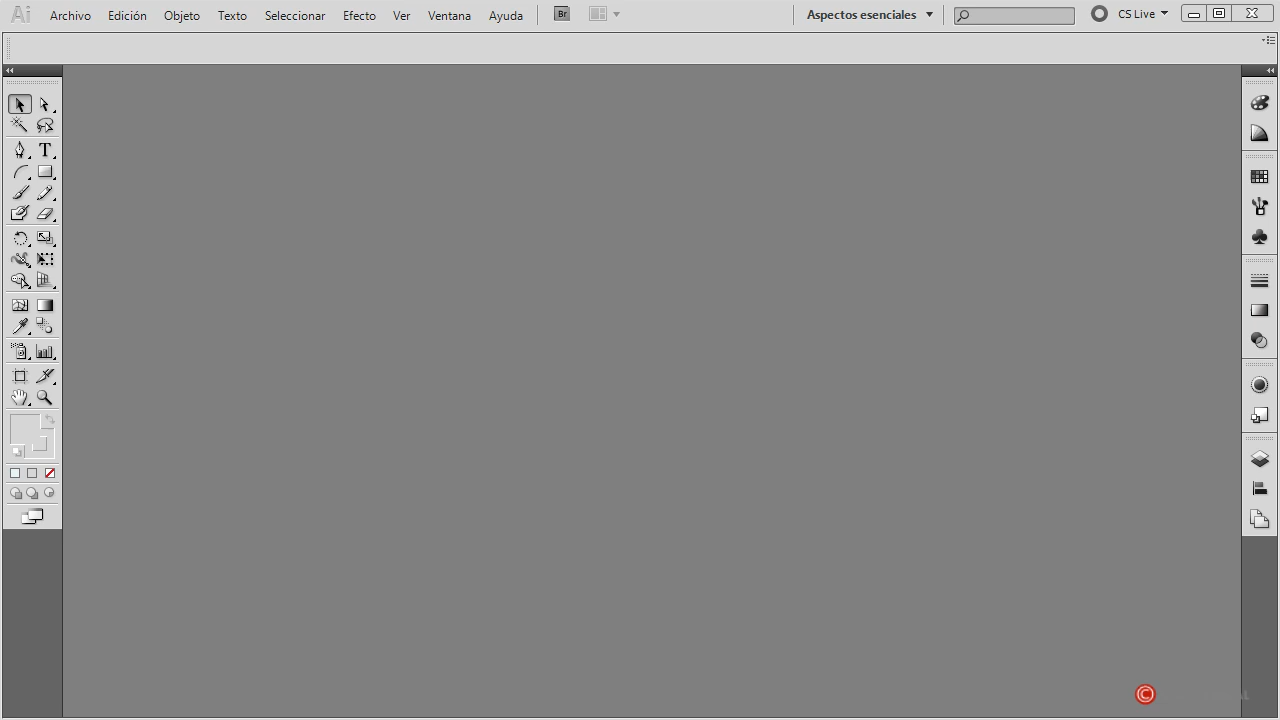 Ai Archivo Edición Objeto Texto Seleccionar Efecto Ver Ventana Ayuda Br Aspectos esenciales CS Live
T
©